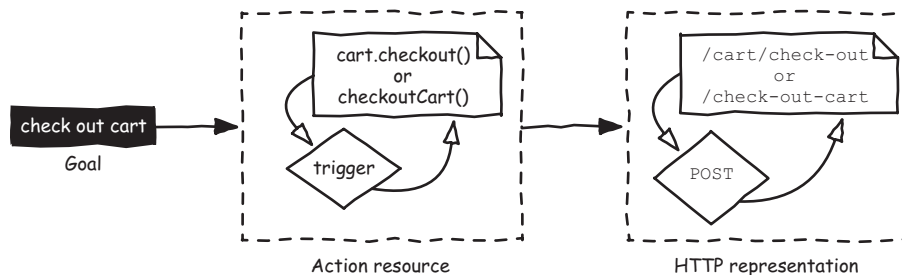 check out cart
Goal
cart.checkout()
or
checkoutCart()
trigger
Action resource
/cart/check-out
or
/check-out-cart
POST
HTTP representation